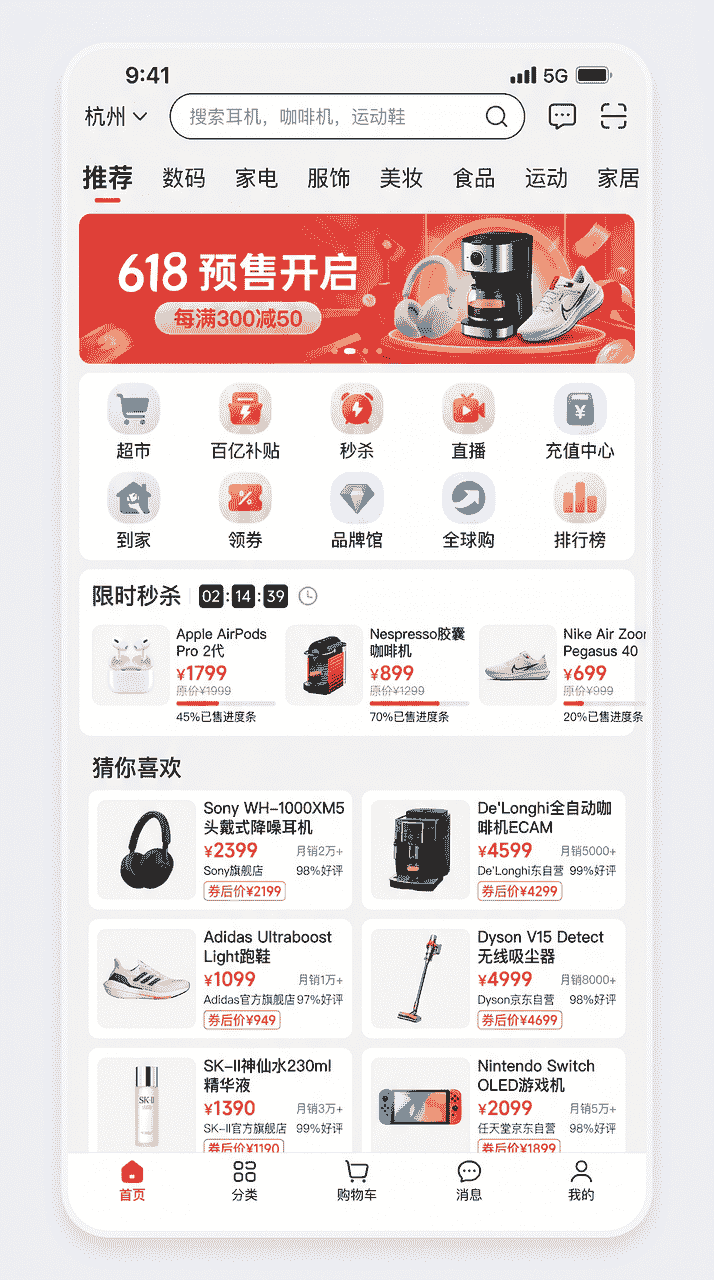 9:41
5G
杭州
搜索耳机，咖啡机，运动鞋
推荐 数码 家电 服饰 美妆 食品 运动 家居
618 预售开启
每满300减50
超市 百亿补贴 秒杀 直播 充值中心
到家 领券 品牌馆 全球购 排行榜
限时秒杀 02:14:39
Apple AirPods
Pro 2代
¥1799
原价¥1999
45%已售进度条
Nespresso胶囊
咖啡机
¥899
原价¥1299
70%已售进度条
Nike Air Zoo
Pegasus 40
¥699
原价¥999
20%已售进度条
猜你喜欢
Sony WH-1000XM5
头戴式降噪耳机
¥2399 月销2万+
Sony旗舰店 98%好评
券后价¥2199
De'Longhi全自动咖
啡机ECAM
¥4599 月销5000+
De'Longhi东自营 99%好评
券后价¥4299
Adidas Ultraboost
Light跑鞋
¥1099 月销1万+
Adidas官方旗舰店 97%好评
券后价¥949
Dyson V15 Detect
无线吸尘器
¥4999 月销8000+
Dyson京东自营 98%好评
券后价¥4699
SK-II
SK-II神仙水230ml
精华液
¥1390 月销3万+
SK-II官方旗舰店 99%好评
券后价¥1190
Nintendo Switch
OLED游戏机
¥2099 月销5万+
任天堂京东自营 98%好评
券后价¥1899
首页 分类 购物车 消息 我的